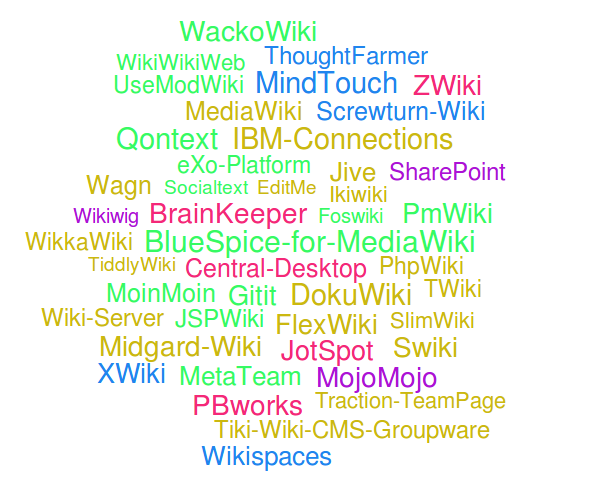 WackoWiki
WikiWikiWeb ThoughtFarmer
UseModWiki MindTouch ZWiki
MediaWiki Screwturn-Wiki
Qontext IBM-Connections
eXo-Platform Jive SharePoint
Wagn Socialtext EditMe Ikiwiki
Wikiwig BrainKeeper Foswiki PmWiki
WikkaWiki BlueSpice-for-MediaWiki
TiddlyWiki Central-Desktop PhpWiki
MoinMoin Gitit DokuWiki TWiki
Wiki-Server JSPWiki FlexWiki SlimWiki
Midgard-Wiki JotSpot Swiki
XWiki MetaTeam MojoMojo
PBworks Traction-TeamPage
Tiki-Wiki-CMS-Groupware
Wikispaces